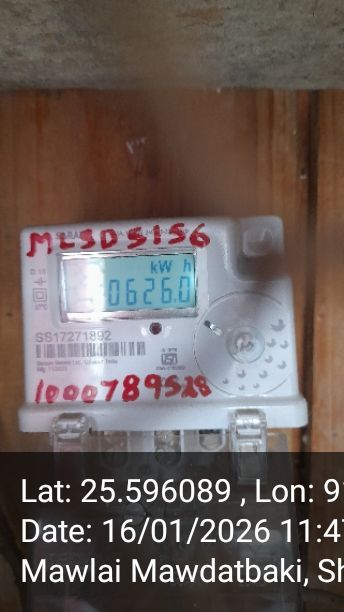 MLSDS156
kW h
0626.0
SS17271892
1000789528
Lat: 25.596089 , Lon: 9
Date: 16/01/2026 11:4
Mawlai Mawdatbaki, Sh